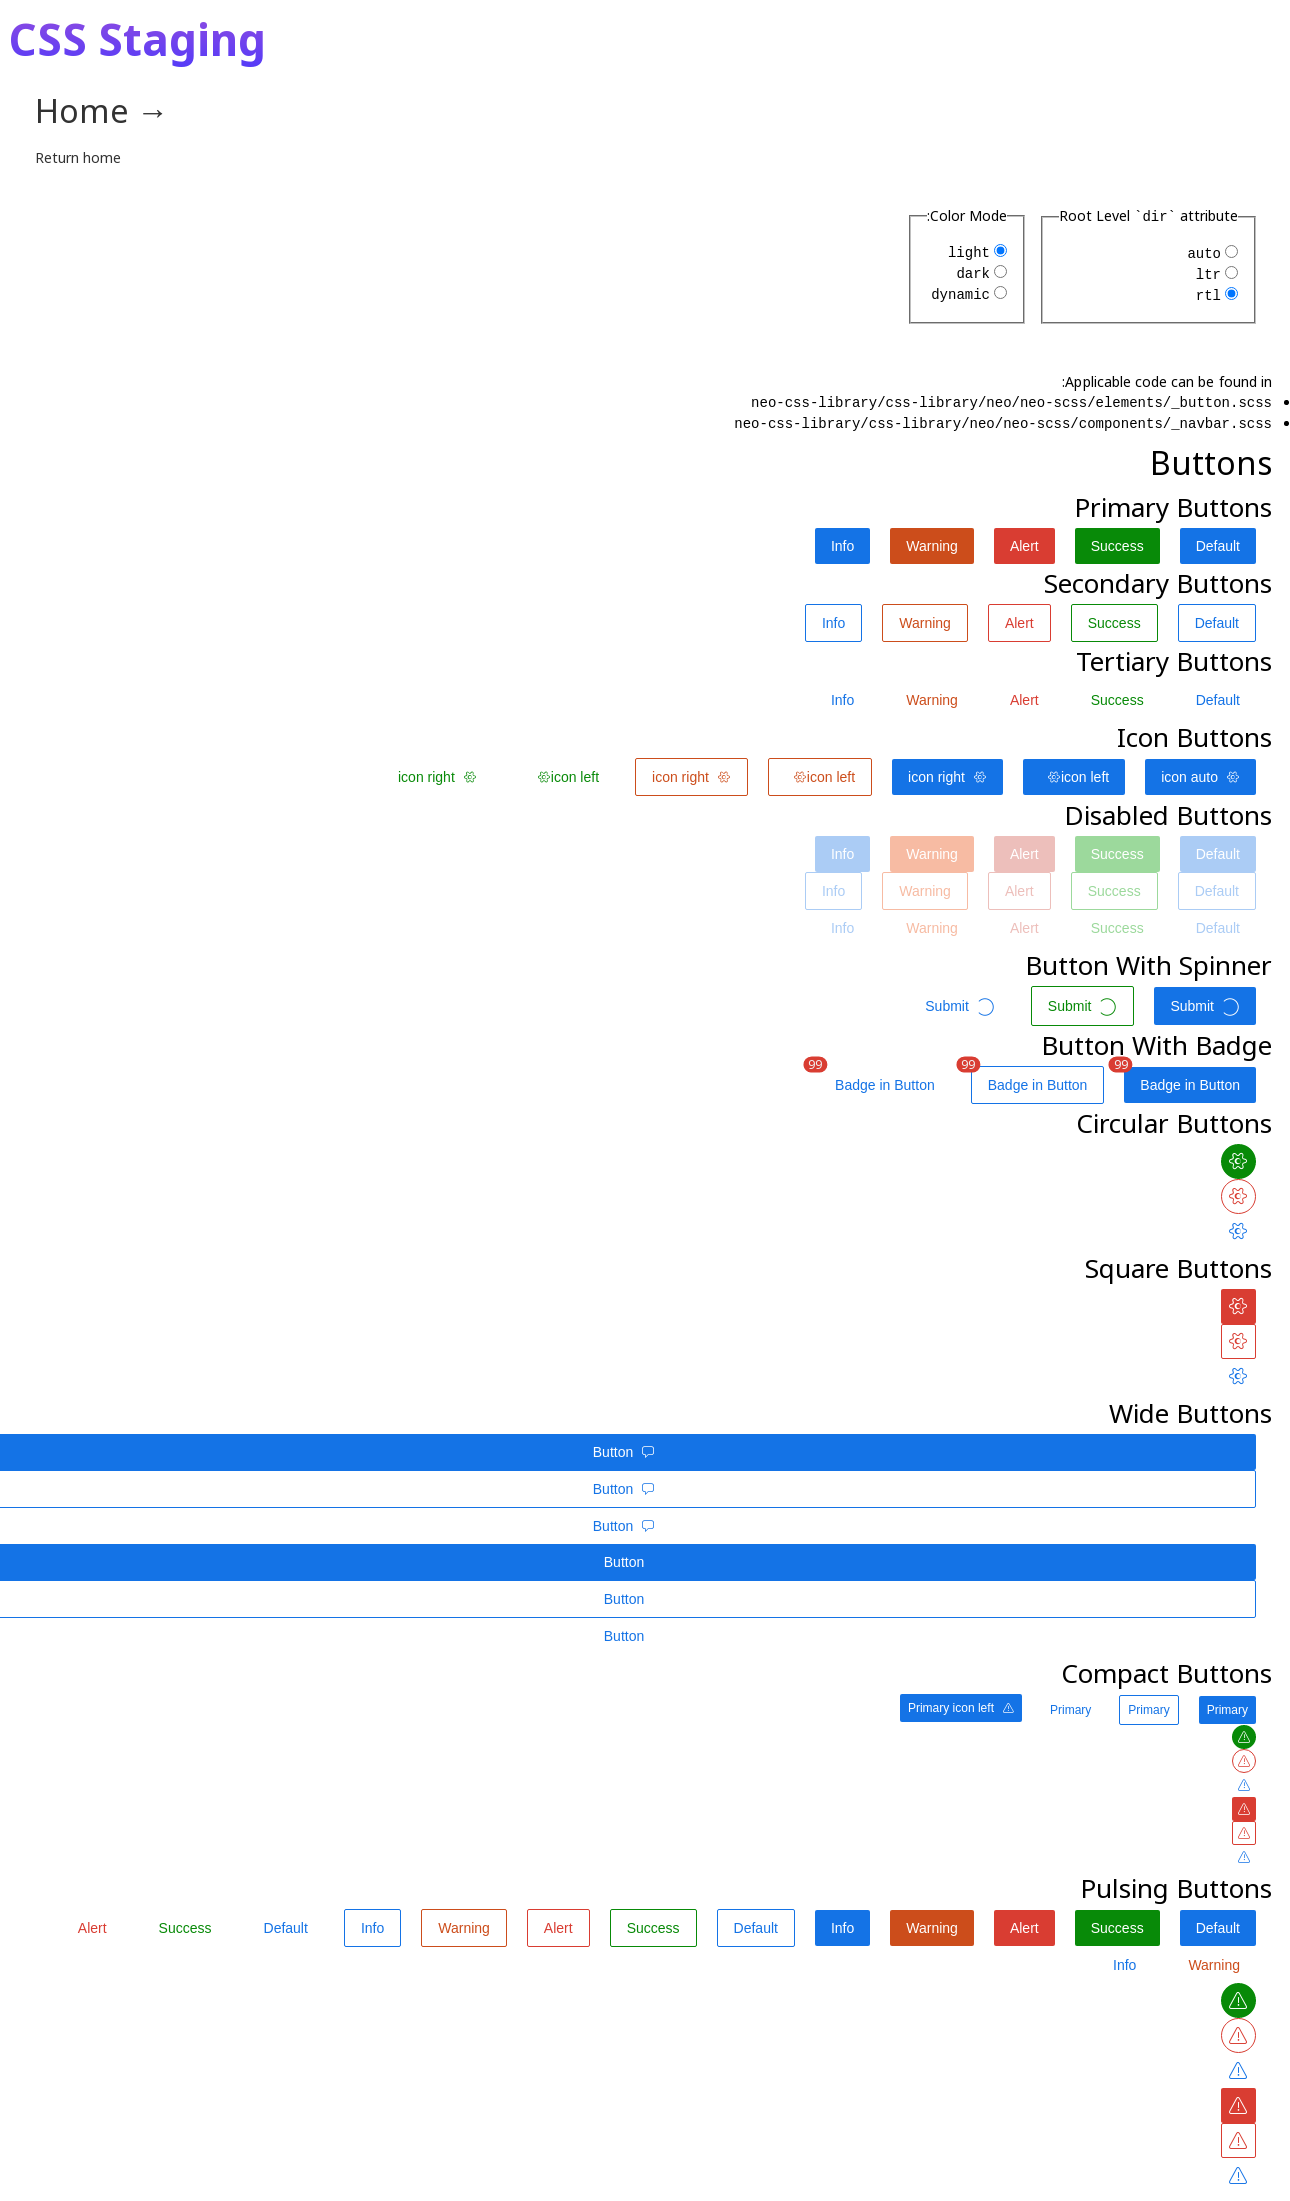 CSS Staging
Home →
Return home
Root Level `dir` attribute
auto
ltr
rtl
:Color Mode
light
dark
dynamic
:Applicable code can be found in
neo-css-library/css-library/neo/neo-scss/elements/_button.scss
neo-css-library/css-library/neo/neo-scss/components/_navbar.scss
Buttons
Primary Buttons
Info Warning Alert Success Default
Secondary Buttons
Info Warning Alert Success Default
Tertiary Buttons
Info Warning Alert Success Default
Icon Buttons
icon right icon left icon right icon left icon right icon left icon auto
Disabled Buttons
Info Warning Alert Success Default
Info Warning Alert Success Default
Info Warning Alert Success Default
Button With Spinner
Submit Submit Submit
Button With Badge
99 99 99
Badge in Button Badge in Button Badge in Button
Circular Buttons
Square Buttons
Wide Buttons
Button
Button
Button
Button
Button
Button
Compact Buttons
Primary icon left Primary Primary Primary
Pulsing Buttons
Alert Success Default Info Warning Alert Success Default Info Warning Alert Success Default
Info Warning